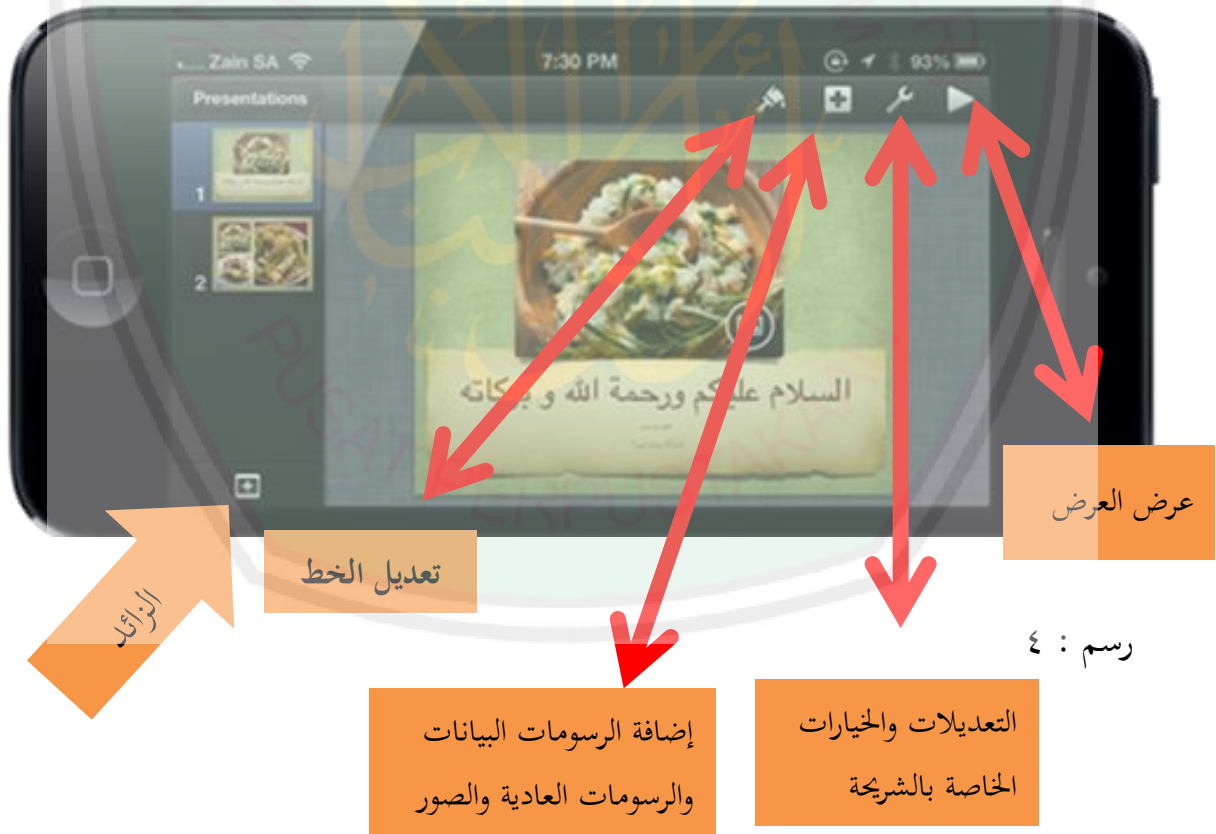 Zain SA
7:30 PM
93%
Presentations
1
2
السلام عليكم ورحمة الله و بركاته
عرض العرض
تعديل الخط
الزائد
رسم : ٤
التعديلات والخيارات
الخاصة بالشريحة
إضافة الرسومات البيانات
والرسومات العادية والصور